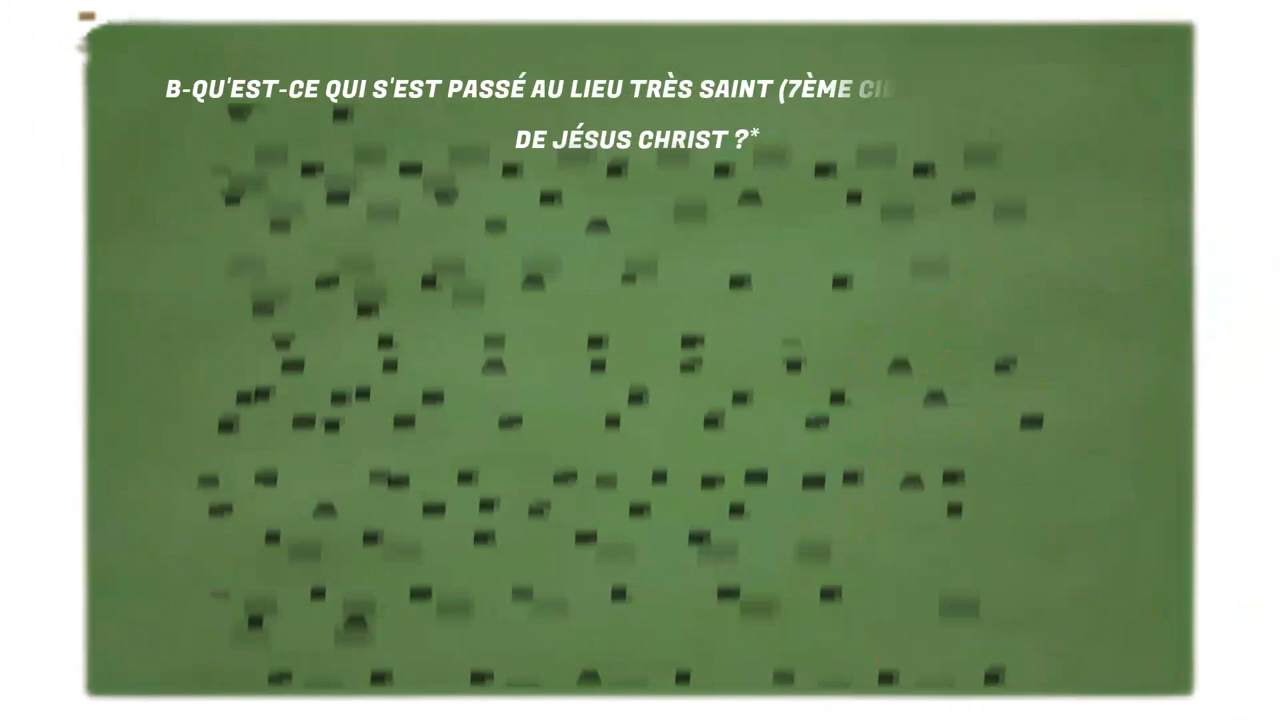 B-QU'EST-CE QUI S'EST PASSÉ AU LIEU TRÈS SAINT (7ÈME
DE JÉSUS CHRIST ?*